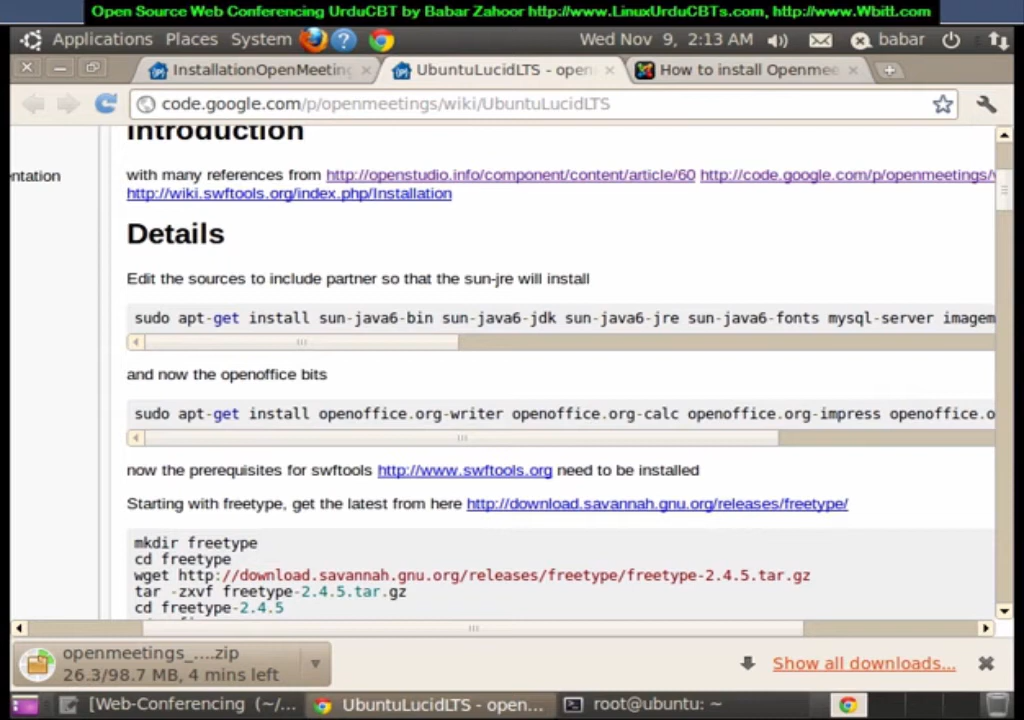 Open Source Web Conferencing UrduCBT by Babar Zahoor http://www.LinuxUrduCBTs.com, http://www.Wbitt.com
Applications Places System Wed Nov 9, 2:13 AM babar
InstallationOpenMeeting UbuntuLucidLTS - open How to install Openmee
code.google.com/p/openmeetings/wiki/UbuntuLucidLTS
Introduction
with many references from http://openstudio.info/component/content/article/60 http://code.google.com/p/openmeetings/
ntation
http://wiki.swftools.org/index.php/Installation
Details
Edit the sources to include partner so that the sun-jre will install
sudo apt-get install sun-java6-bin sun-java6-jdk sun-java6-jre sun-java6-fonts mysql-server imagem
and now the openoffice bits
sudo apt-get install openoffice.org-writer openoffice.org-calc openoffice.org-impress openoffice.o
now the prerequisites for swftools http://www.swftools.org need to be installed
Starting with freetype, get the latest from here http://download.savannah.gnu.org/releases/freetype/
mkdir freetype
cd freetype
wget http://download.savannah.gnu.org/releases/freetype/freetype-2.4.5.tar.gz
tar -zxvf freetype-2.4.5.tar.gz
cd freetype-2.4.5
openmeetings_....zip
26.3/98.7 MB, 4 mins left
Show all downloads...
[Web-Conferencing (~/... UbuntuLucidLTS - open... root@ubuntu: ~